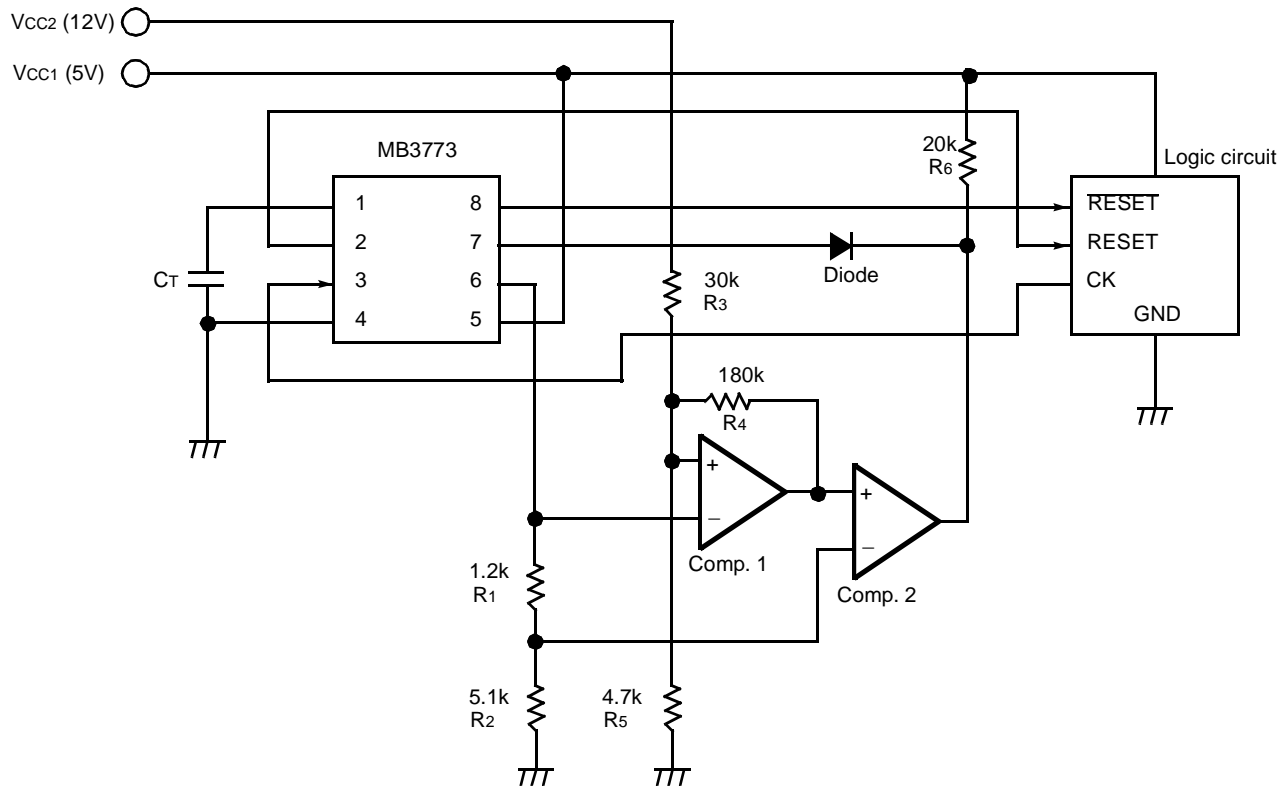 VCC2 (12V)
VCC1 (5V)
MB3773
20k
R6
Logic circuit
1
8
RESET
2
7
RESET
CT
3
6
Diode
30k
R3
CK
4
5
GND
180k
R4
+
−
Comp. 1
+
−
Comp. 2
1.2k
R1
5.1k
R2
4.7k
R5